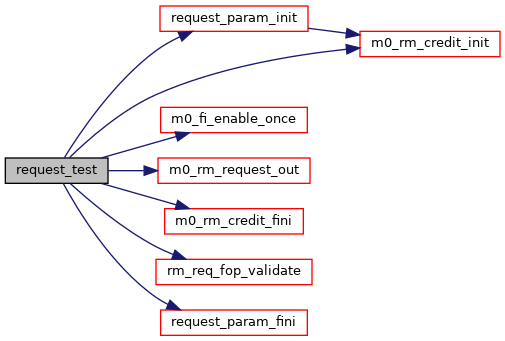 request_param_init
m0_rm_credit_init
m0_fi_enable_once
request_test
m0_rm_request_out
m0_rm_credit_fini
rm_req_fop_validate
request_param_fini